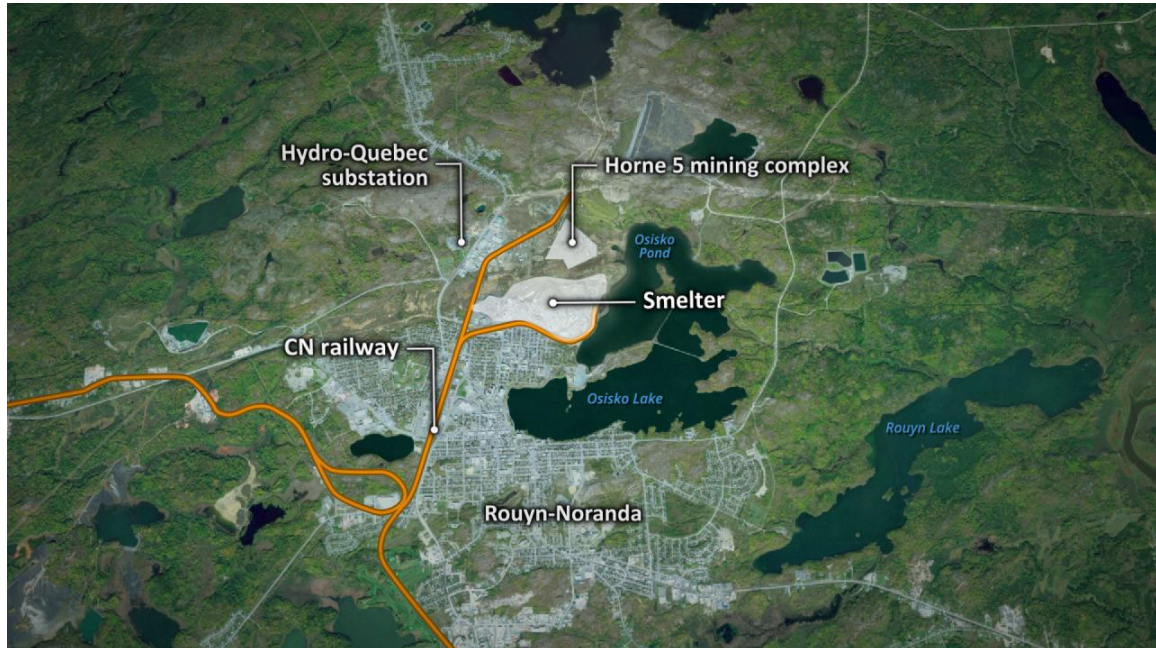 Hydro-Quebec
substation
Horne 5 mining complex
Osisko
Pond
Smelter
CN railway
Osisko Lake
Rouyn Lake
Rouyn-Noranda